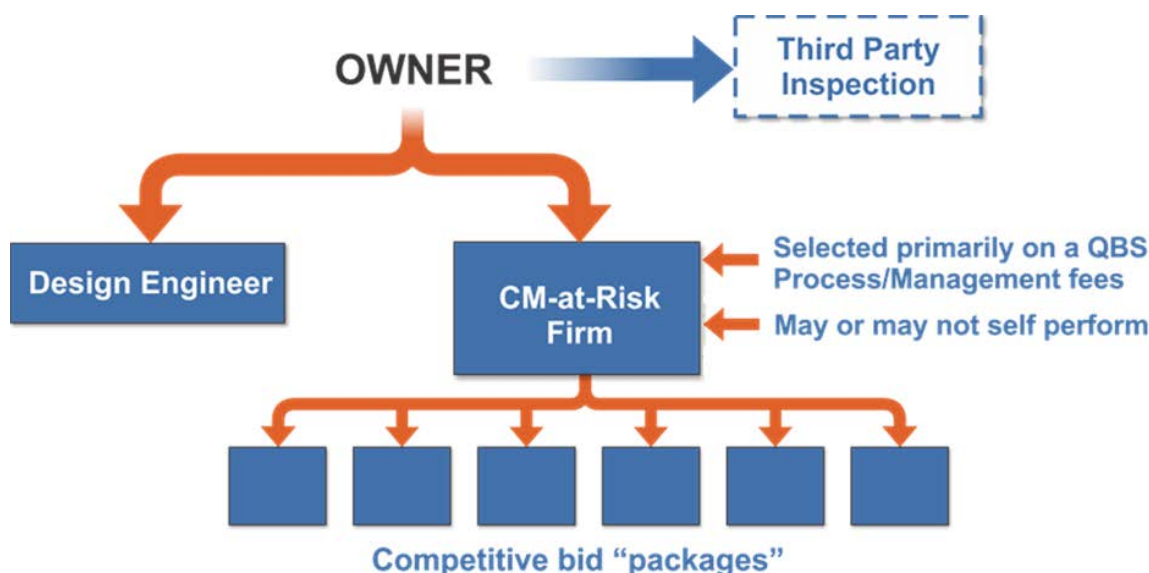 OWNER
Third Party
Inspection
Design Engineer
CM-at-Risk
Firm
Selected primarily on a QBS
Process/Management fees
May or may not self perform
Competitive bid “packages”